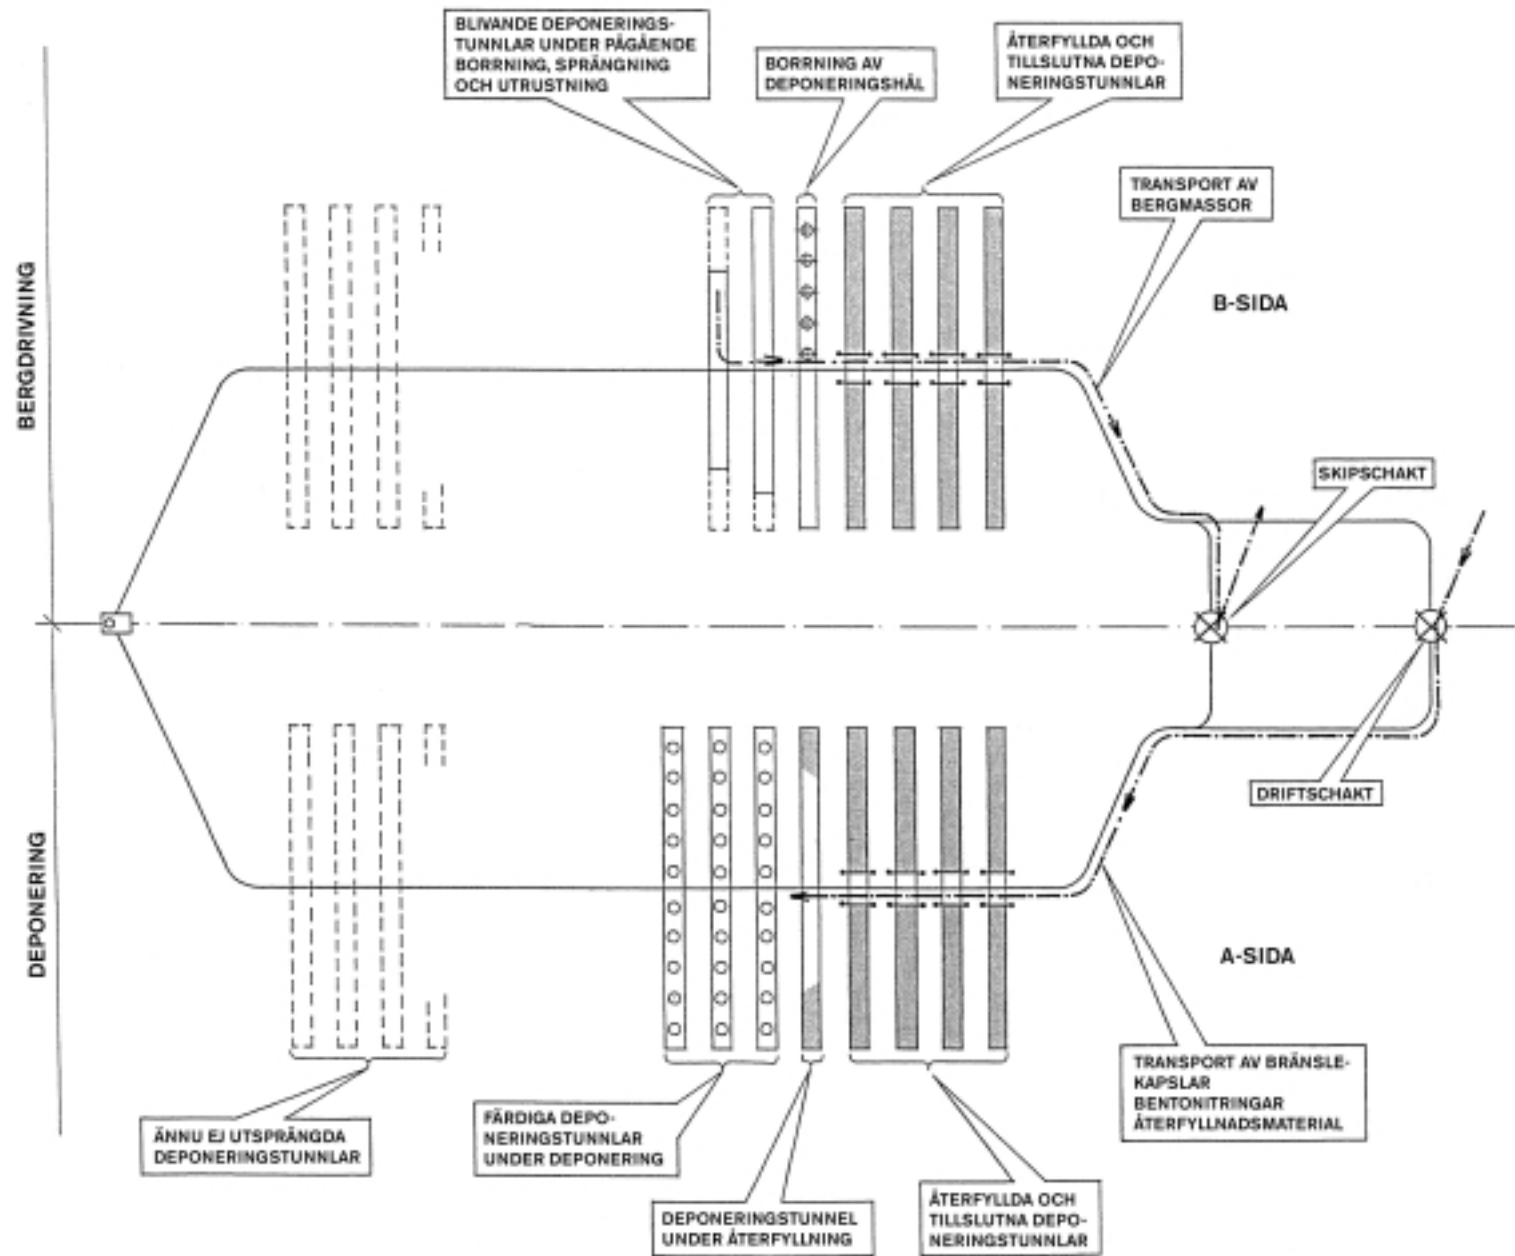 BLIVANDE DEPONERINGS-
TUNNLAR UNDER PÅGÅENDE
BORRNING, SPRÄNGNING
OCH UTRUSTNING
BORRNING AV
DEPONERINGSHÅL
ÅTERFYLLDA OCH
TILLSLUTNA DEPO-
NERINGSTUNNLAR
TRANSPORT AV
BERGMASSOR
B-SIDA
BERGDRIVNING
SKIPSCHAKT
DRIFTSCHAKT
DEPONERING
A-SIDA
TRANSPORT AV BRÄNSLE-
KAPSLAR
BENTONITRINGAR
ÅTERFYLLNADSMATERIAL
ÄNNU EJ UTSPRÄNGDA
DEPONERINGSTUNNLAR
FÄRDIGA DEPO-
NERINGSTUNNLAR
UNDER DEPONERING
DEPONERINGSTUNNEL
UNDER ÅTERFYLLNING
ÅTERFYLLDA OCH
TILLSLUTNA DEPO-
NERINGSTUNNLAR